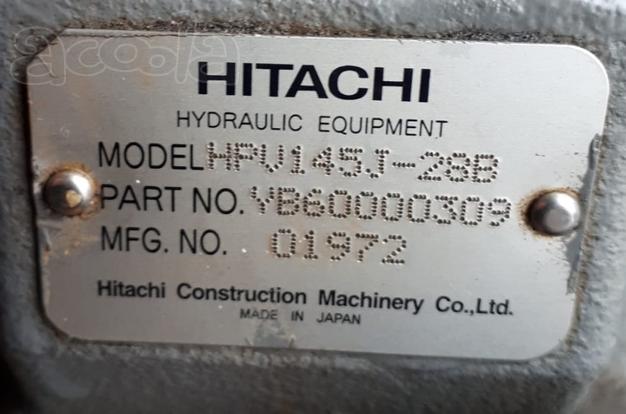 HITACHI
HYDRAULIC EQUIPMENT
MODEL HPV145J-28B
PART NO. YB60000309
MFG. NO. 01972
Hitachi Construction Machinery Co.,Ltd.
MADE IN JAPAN